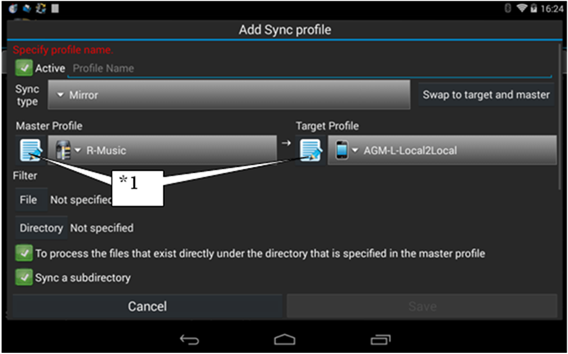 16:24
Add Sync profile
Specify profile name.
Active Profile Name
Sync type Mirror Swap to target and master
Master Profile Target Profile
R-Music → AGM-L-Local2Local
*1
Filter
File Not specified
Directory Not specified
To process the files that exist directly under the directory that is specified in the master profile
Sync a subdirectory
Cancel Save